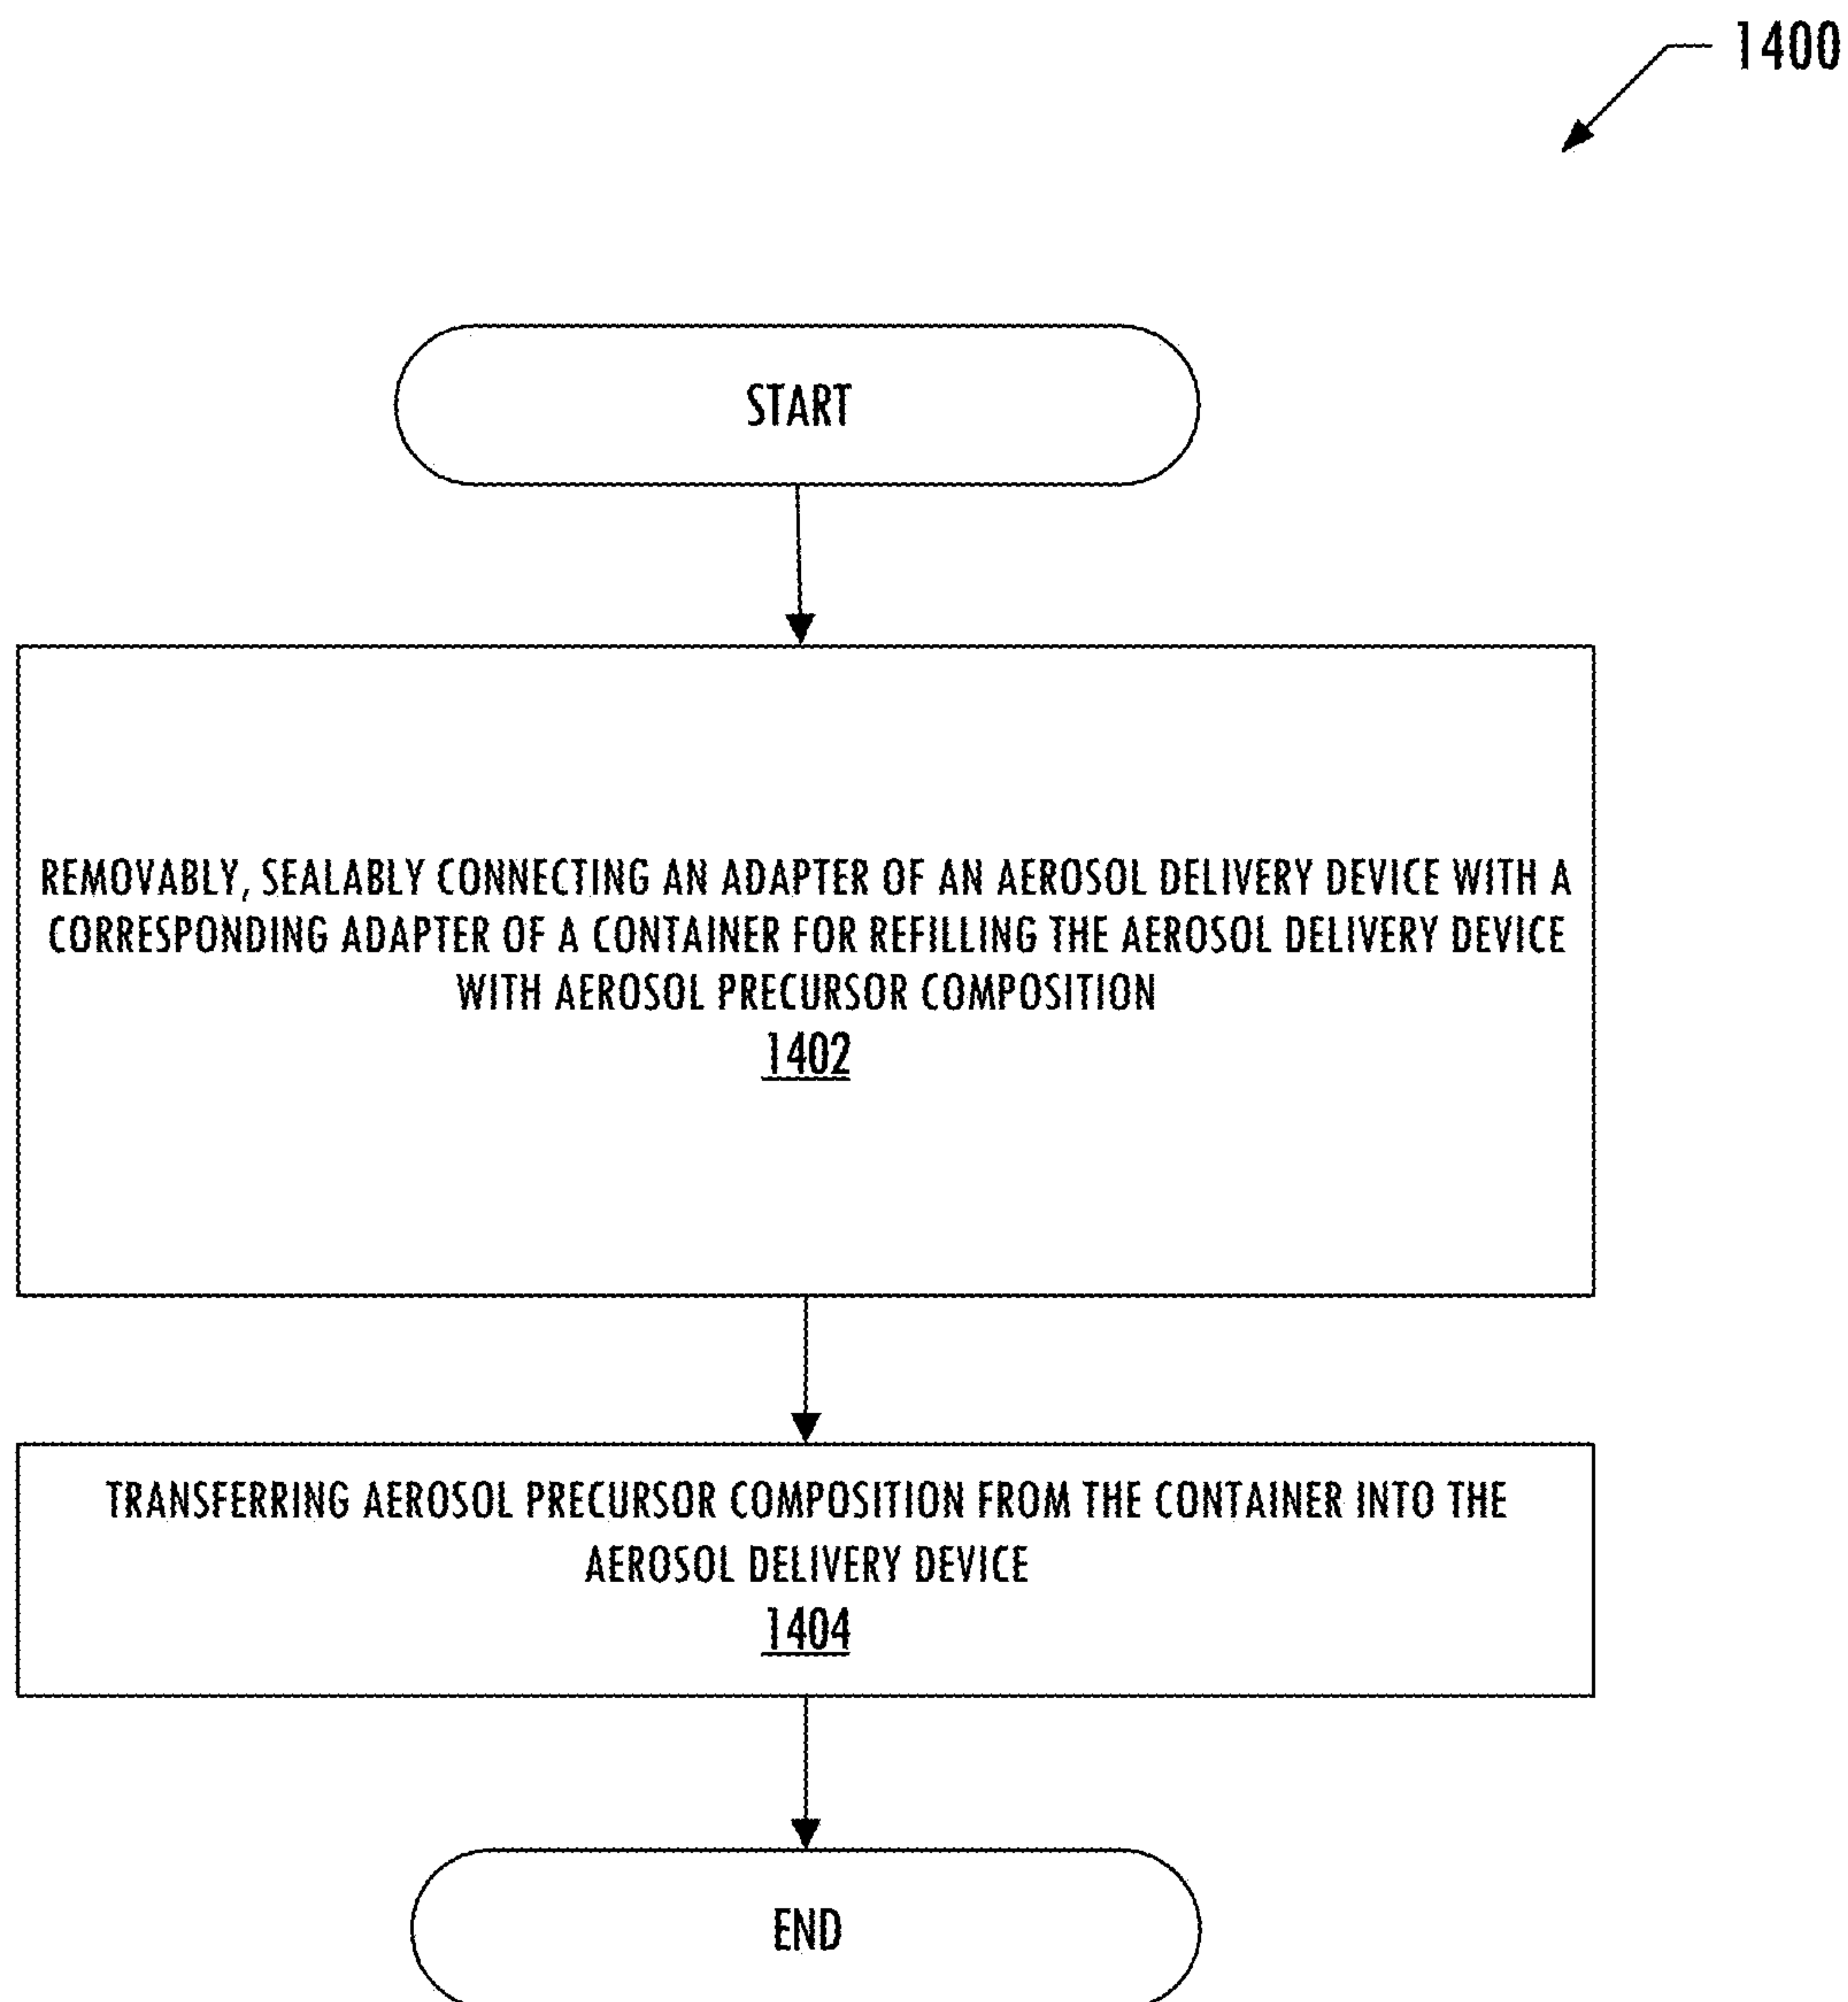 1400
START
REMOVABLY, SEALABLY CONNECTING AN ADAPTER OF AN AEROSOL DELIVERY DEVICE WITH A
CORRESPONDING ADAPTER OF A CONTAINER FOR REFILLING THE AEROSOL DELIVERY DEVICE
WITH AEROSOL PRECURSOR COMPOSITION
1402
TRANSFERRING AEROSOL PRECURSOR COMPOSITION FROM THE CONTAINER INTO THE
AEROSOL DELIVERY DEVICE
1404
END